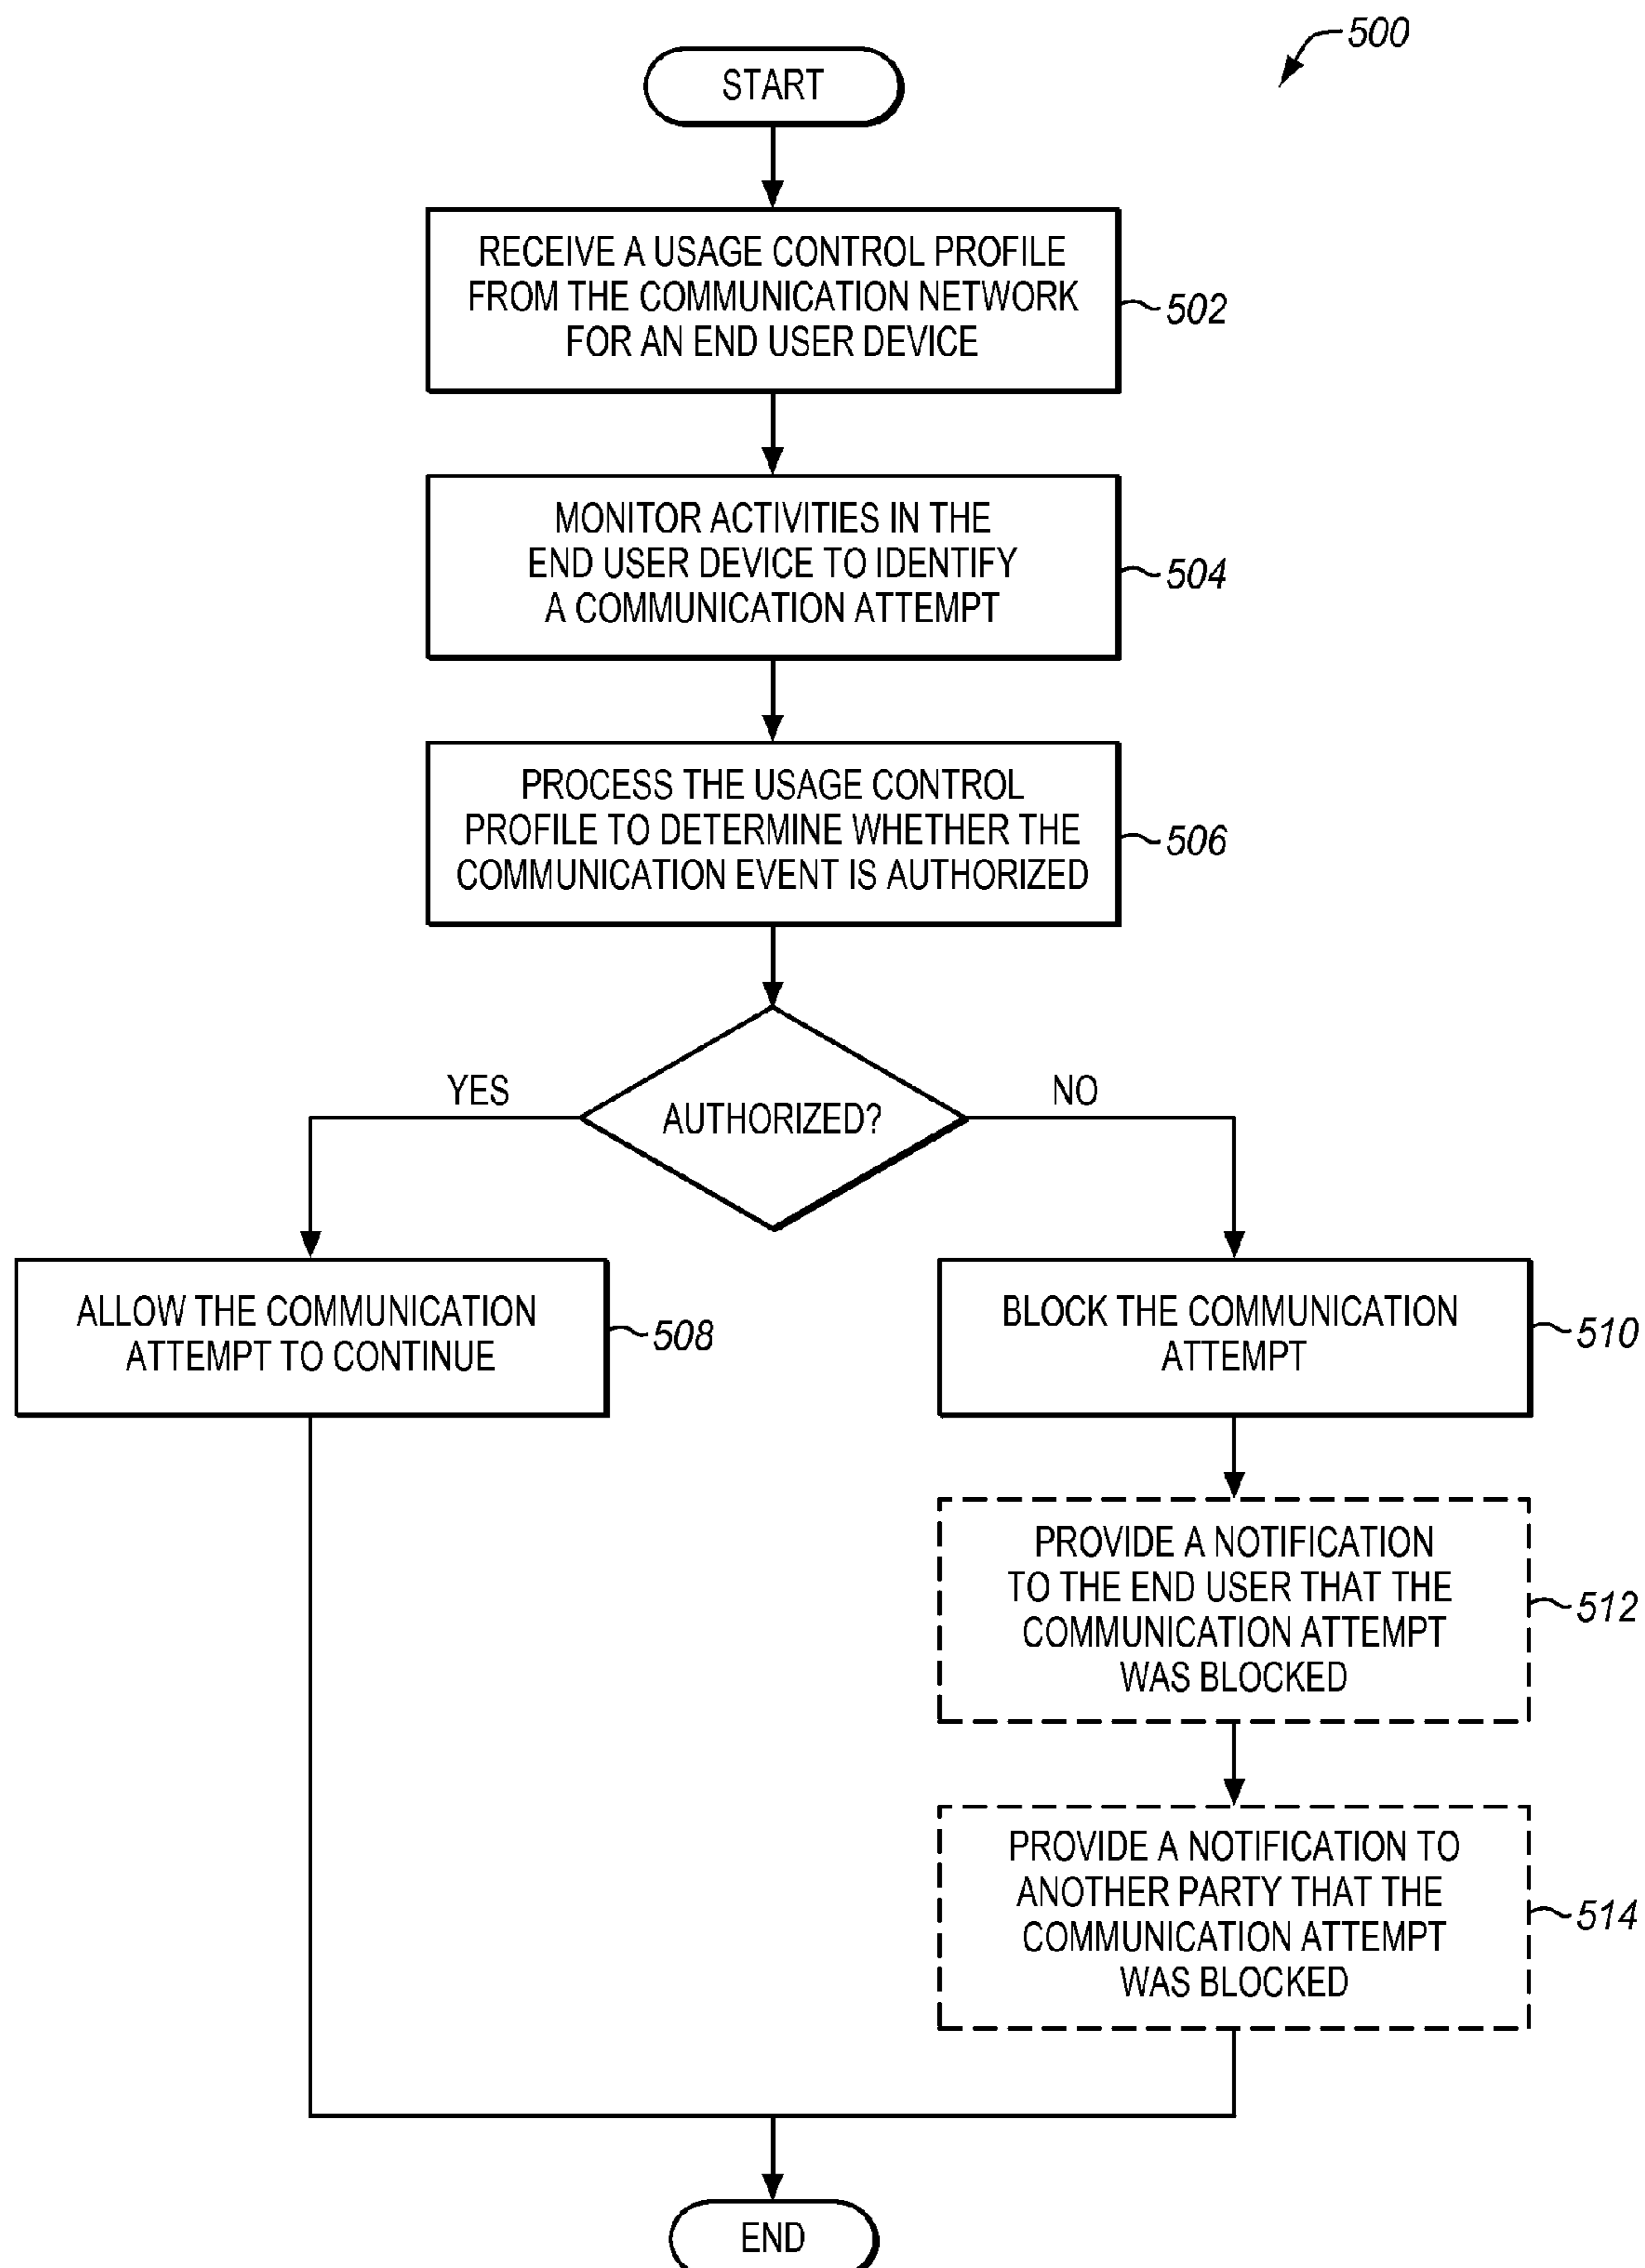 500
START
RECEIVE A USAGE CONTROL PROFILE
FROM THE COMMUNICATION NETWORK
FOR AN END USER DEVICE
502
MONITOR ACTIVITIES IN THE
END USER DEVICE TO IDENTIFY
A COMMUNICATION ATTEMPT
504
PROCESS THE USAGE CONTROL
PROFILE TO DETERMINE WHETHER THE
COMMUNICATION EVENT IS AUTHORIZED
506
YES
AUTHORIZED?
NO
ALLOW THE COMMUNICATION
ATTEMPT TO CONTINUE
508
BLOCK THE COMMUNICATION
ATTEMPT
510
PROVIDE A NOTIFICATION
TO THE END USER THAT THE
COMMUNICATION ATTEMPT
WAS BLOCKED
512
PROVIDE A NOTIFICATION TO
ANOTHER PARTY THAT THE
COMMUNICATION ATTEMPT
WAS BLOCKED
514
END